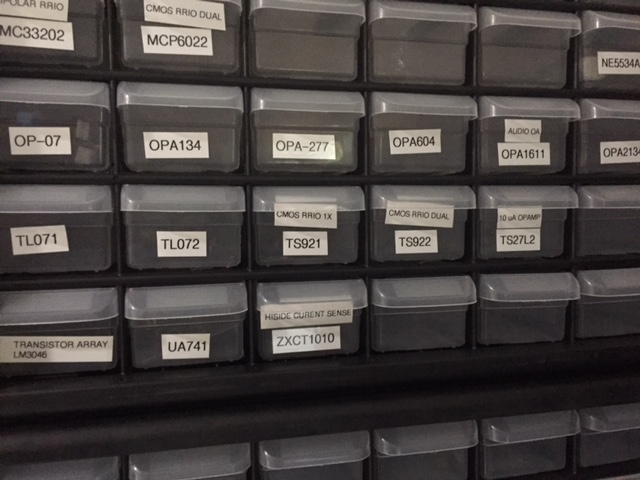 BIPOLAR RRIO
MC33202
CMOS RRIO DUAL
MCP6022
NE5534A
OP-07
OPA134
OPA-277
OPA604
AUDIO OA
OPA1611
OPA2134
TL071
TL072
CMOS RRIO 1X
TS921
CMOS RRIO DUAL
TS922
10 uA OPAMP
TS27L2
TRANSISTOR ARRAY
LM3046
UA741
HISIDE CURENT SENSE
ZXCT1010